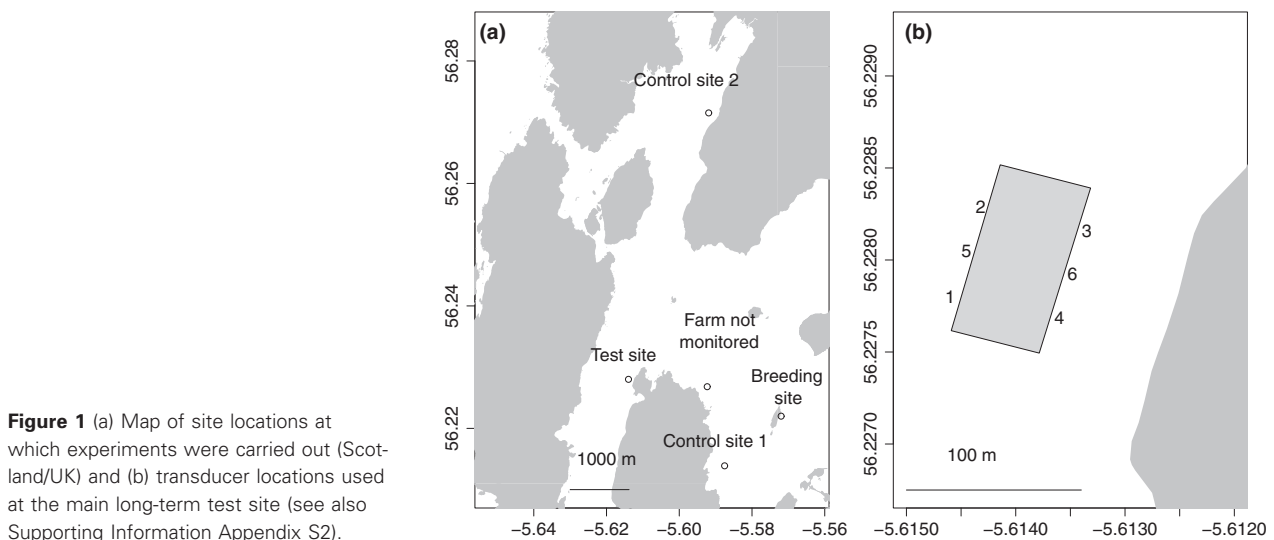 Figure 1 (a) Map of site locations at
which experiments were carried out (Scot-
land/UK) and (b) transducer locations used
at the main long-term test site (see also
Supporting Information Appendix S2).
(a)
56.28
56.26
56.24
56.22
Control site 2
Farm not
monitored
Test site
Breeding
site
Control site 1
1000 m
−5.64 −5.62 −5.60 −5.58 −5.56
(b)
56.2290
56.2285
56.2280
56.2275
56.2270
2
3
5
6
1
4
100 m
−5.6150 −5.6140 −5.6130 −5.6120